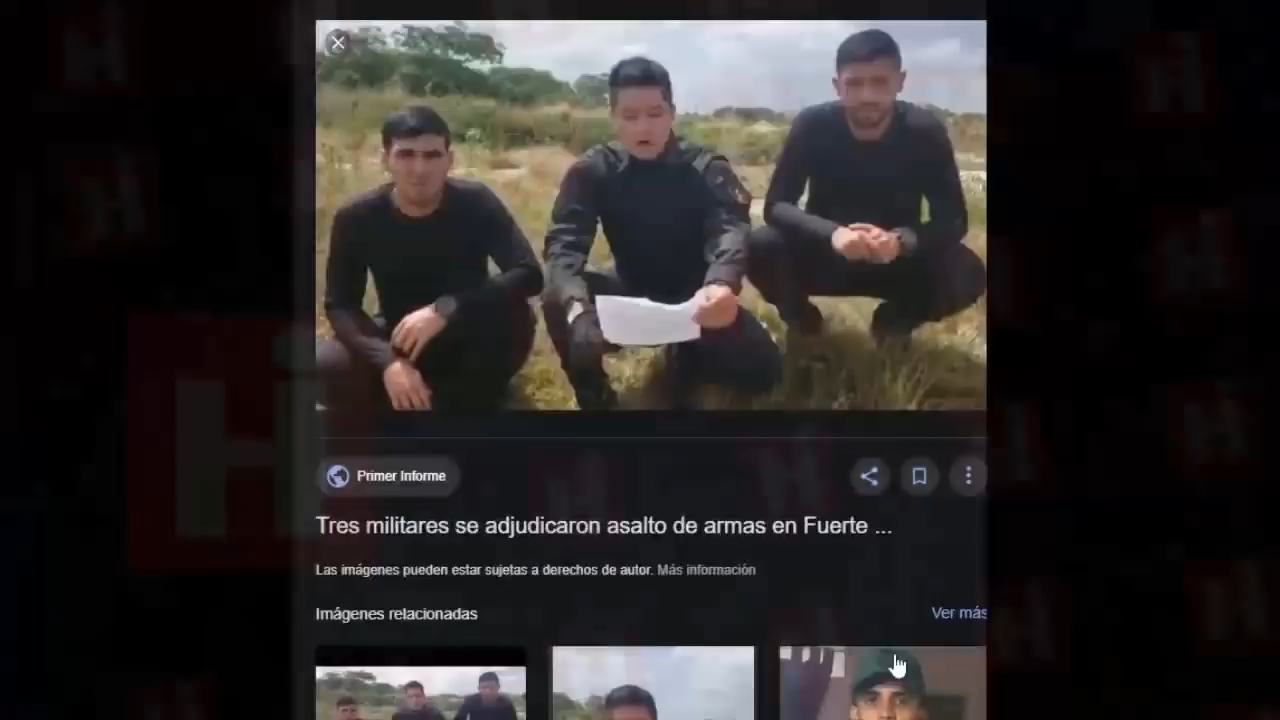 Primer Informe
Tres militares se adjudicaron asalto de armas en Fuerte ...
Las imágenes pueden estar sujetas a derechos de autor. Más información
Imágenes relacionadas
Ver más